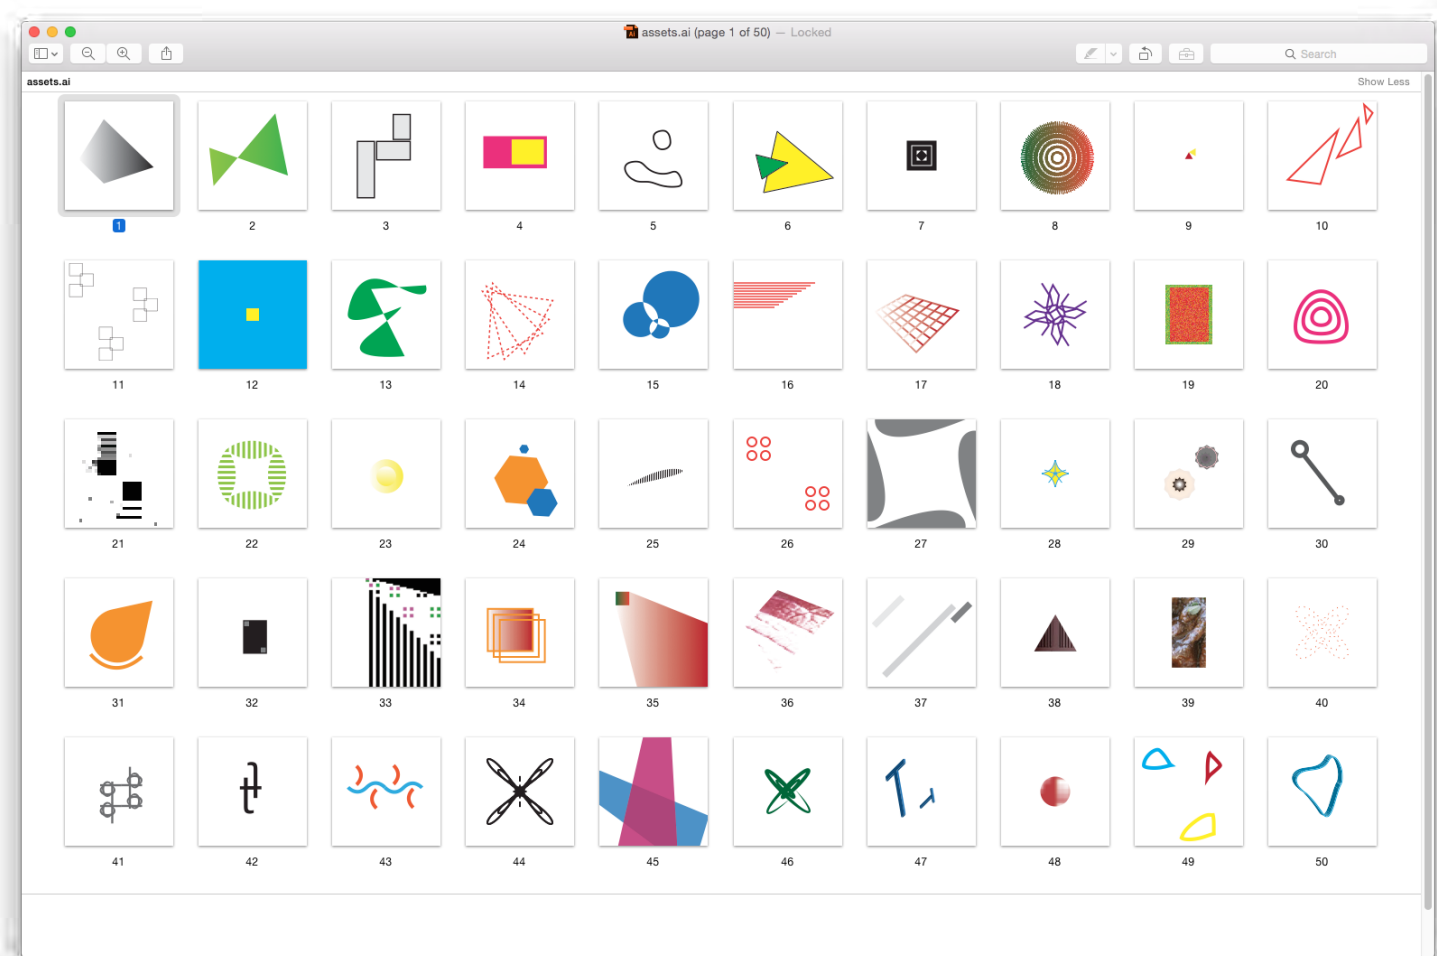 assets.ai (page 1 of 50) — Locked
Search
assets.ai
Show Less
1 2 3 4 5 6 7 8 9 10
11 12 13 14 15 16 17 18 19 20
21 22 23 24 25 26 27 28 29 30
31 32 33 34 35 36 37 38 39 40
41 42 43 44 45 46 47 48 49 50